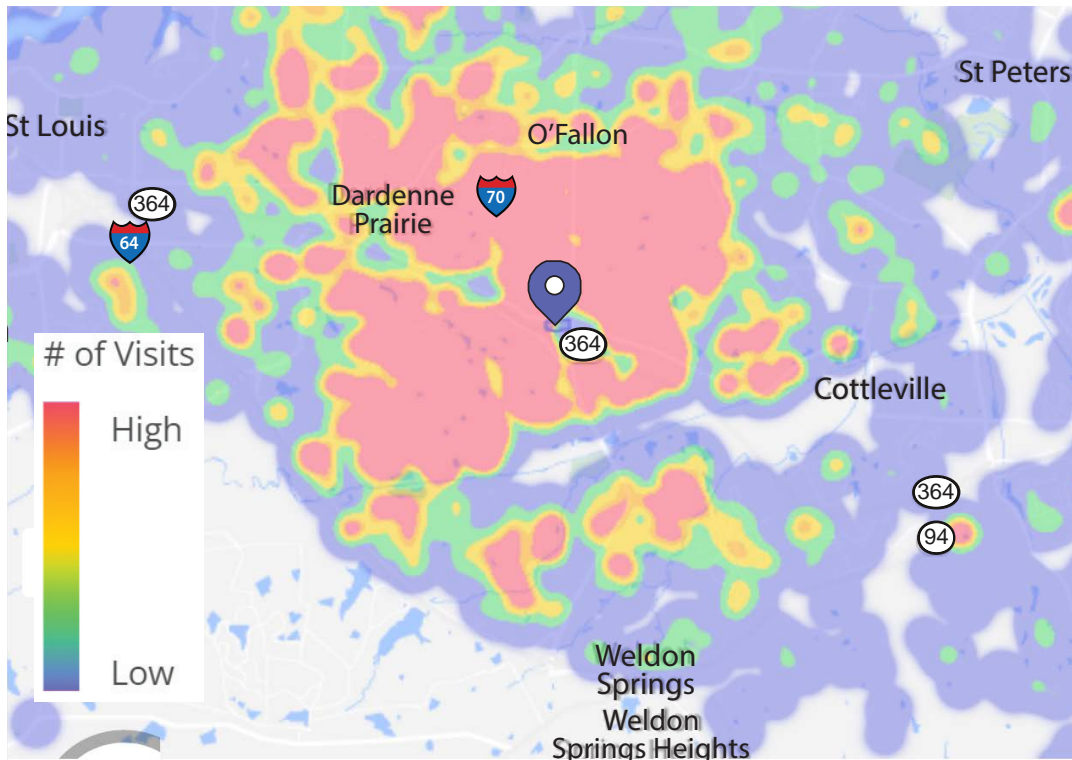 St Peters
St Louis
O'Fallon
Dardenne
Prairie
70
364
64
364
# of Visits
High
Low
Cottleville
364
94
Weldon
Springs
Weldon
Springs Heights